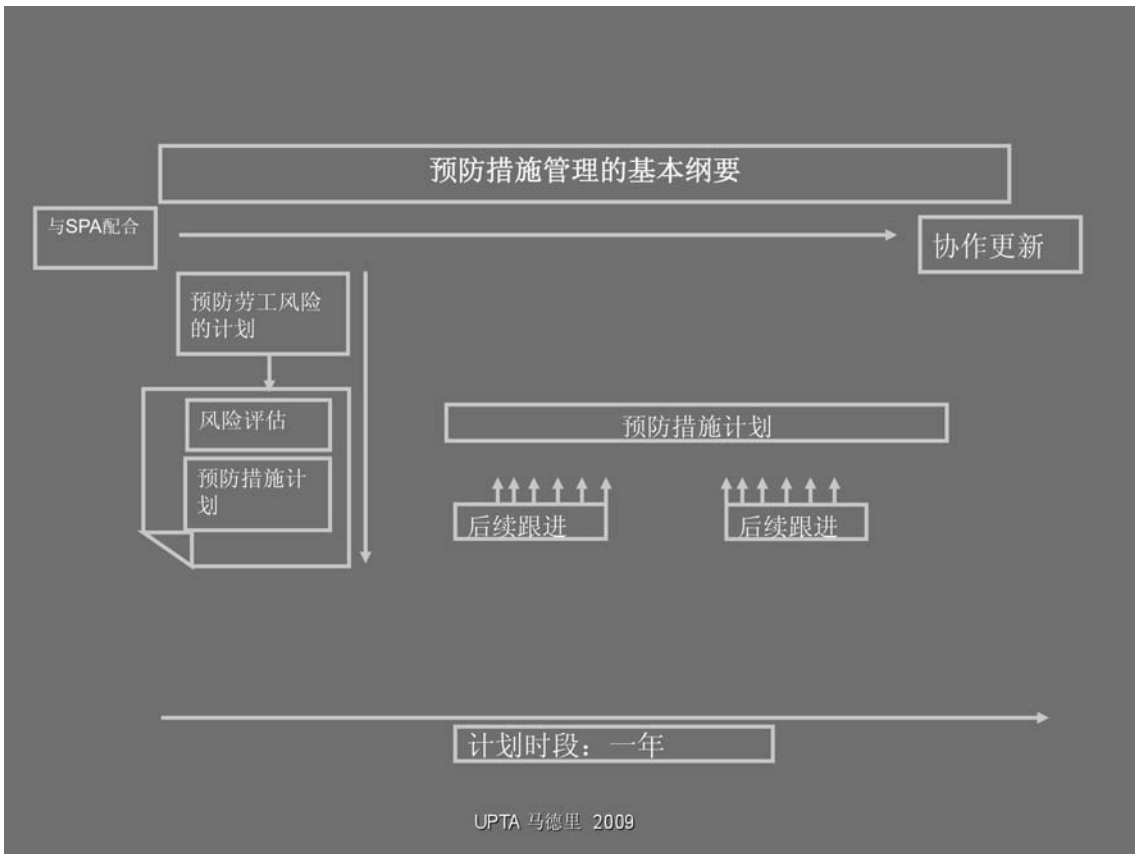 预防措施管理的基本纲要
与SPA配合
协作更新
预防劳工风险
的计划
风险评估
预防措施计
划
预防措施计划
后续跟进
后续跟进
计划时段：一年
UPTA 马德里 2009